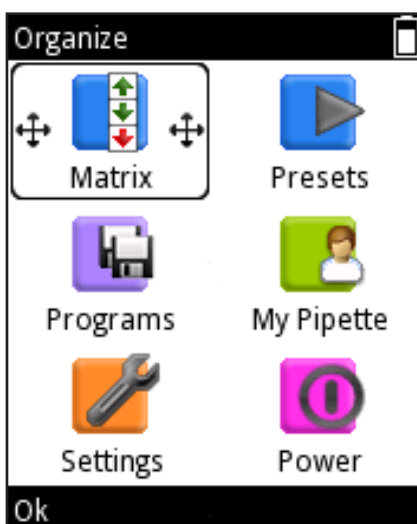 Organize
Matrix
Presets
Programs
My Pipette
Settings
Power
Ok